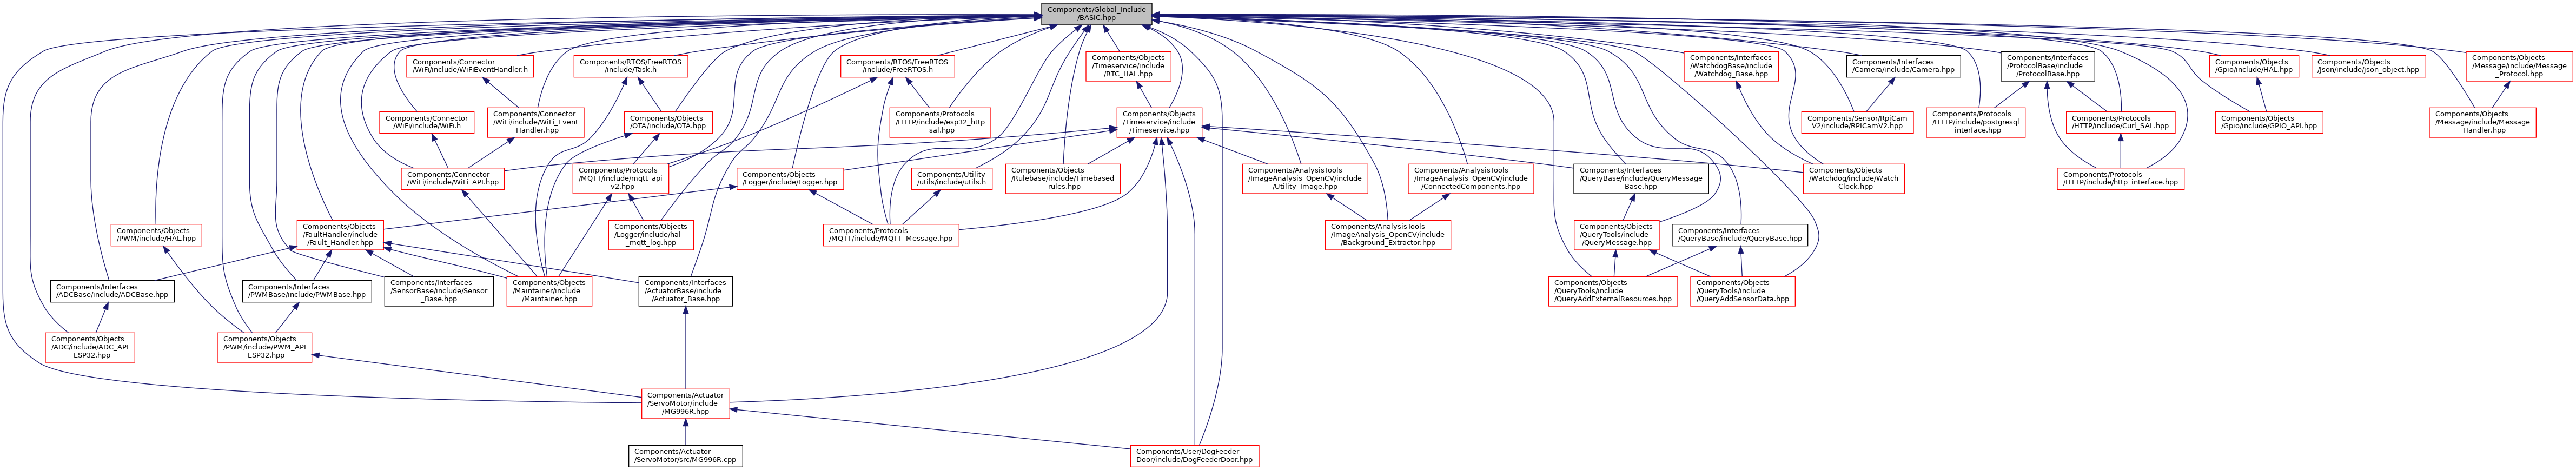 Components/Global_Include
/BASIC.hpp
Components/Connector
/WiFi/include/WiFiEventHandler.h
Components/RTOS/FreeRTOS
/include/Task.h
Components/RTOS/FreeRTOS
/include/FreeRTOS.h
Components/Objects
/Timeservice/include
/RTC_HAL.hpp
Components/Interfaces
/WatchdogBase/include
/Watchdog_Base.hpp
Components/Interfaces
/Camera/include/Camera.hpp
Components/Interfaces
/ProtocolBase/include
/ProtocolBase.hpp
Components/Objects
/Gpio/include/HAL.hpp
Components/Objects
/Json/include/json_object.hpp
Components/Objects
/Message/include/Message
_Protocol.hpp
Components/Connector
/WiFi/include/WiFi.h
Components/Connector
/WiFi/include/WiFi_Event
_Handler.hpp
Components/Objects
/OTA/include/OTA.hpp
Components/Protocols
/HTTP/include/esp32_http
_sal.hpp
Components/Objects
/Timeservice/include
/Timeservice.hpp
Components/Sensor/RpiCam
V2/include/RPICamV2.hpp
Components/Protocols
/HTTP/include/postgresql
_interface.hpp
Components/Protocols
/HTTP/include/Curl_SAL.hpp
Components/Objects
/Gpio/include/GPIO_API.hpp
Components/Objects
/Message/include/Message
_Handler.hpp
Components/Connector
/WiFi/include/WiFi_API.hpp
Components/Protocols
/MQTT/include/mqtt_api
_v2.hpp
Components/Objects
/Logger/include/Logger.hpp
Components/Utility
/utils/include/utils.h
Components/Objects
/Rulebase/include/Timebased
_rules.hpp
Components/AnalysisTools
/ImageAnalysis_OpenCV/include
/Utility_Image.hpp
Components/AnalysisTools
/ImageAnalysis_OpenCV/include
/ConnectedComponents.hpp
Components/Interfaces
/QueryBase/include/QueryMessage
Base.hpp
Components/Objects
/Watchdog/include/Watch
_Clock.hpp
Components/Protocols
/HTTP/include/http_interface.hpp
Components/Objects
/PWM/include/HAL.hpp
Components/Objects
/FaultHandler/include
/Fault_Handler.hpp
Components/Objects
/Logger/include/hal
_mqtt_log.hpp
Components/Protocols
/MQTT/include/MQTT_Message.hpp
Components/AnalysisTools
/ImageAnalysis_OpenCV/include
/Background_Extractor.hpp
Components/Objects
/QueryTools/include
/QueryMessage.hpp
Components/Interfaces
/QueryBase/include/QueryBase.hpp
Components/Interfaces
/ADCBase/include/ADCBase.hpp
Components/Interfaces
/PWMBase/include/PWMBase.hpp
Components/Interfaces
/SensorBase/include/Sensor
_Base.hpp
Components/Objects
/Maintainer/include
/Maintainer.hpp
Components/Interfaces
/ActuatorBase/include
/Actuator_Base.hpp
Components/Objects
/QueryTools/include
/QueryAddExternalResources.hpp
Components/Objects
/QueryTools/include
/QueryAddSensorData.hpp
Components/Objects
/ADC/include/ADC_API
_ESP32.hpp
Components/Objects
/PWM/include/PWM_API
_ESP32.hpp
Components/Actuator
/ServoMotor/include
/MG996R.hpp
Components/Actuator
/ServoMotor/src/MG996R.cpp
Components/User/DogFeeder
Door/include/DogFeederDoor.hpp